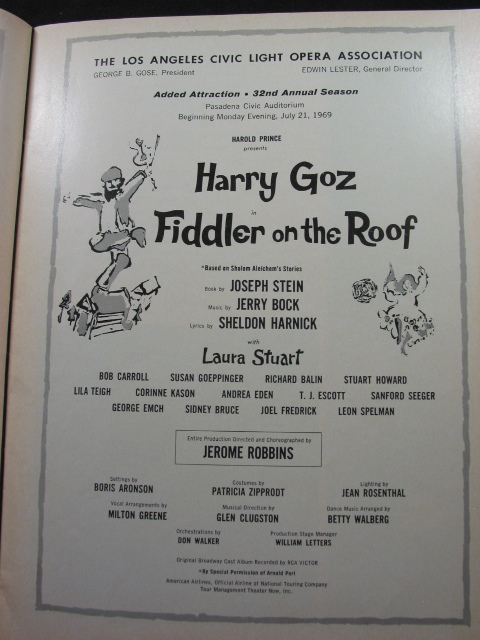 THE LOS ANGELES CIVIC LIGHT OPERA ASSOCIATION
GEORGE B. GOSE, President EDWIN LESTER, General Director
Added Attraction • 32nd Annual Season
Pasadena Civic Auditorium
Beginning Monday Evening, July 21, 1969
HAROLD PRINCE
presents
Harry Goz
in
Fiddler on the Roof
*Based on Sholom Aleichem's Stories
Book by JOSEPH STEIN
Music by JERRY BOCK
Lyrics by SHELDON HARNICK
with
Laura Stuart
BOB CARROLL SUSAN GOEPPINGER RICHARD BALIN STUART HOWARD
LILA TEIGH CORINNE KASON ANDREA EDEN T. J. ESCOTT SANFORD SEEGER
GEORGE EMCH SIDNEY BRUCE JOEL FREDRICK LEON SPELMAN
Entire Production Directed and Choreographed by
JEROME ROBBINS
Settings by Costumes by Lighting by
BORIS ARONSON PATRICIA ZIPPRODT JEAN ROSENTHAL
Vocal Arrangements by Musical Direction by Dance Music Arranged by
MILTON GREENE GLEN CLUGSTON BETTY WALBERG
Orchestrations by Production Stage Manager
DON WALKER WILLIAM LETTERS
Original Broadway Cast Album Recorded by RCA VICTOR
*By Special Permission of Arnold Perl
American Airlines, Official Airline of National Touring Company
Tour Management Theater Now, Inc.